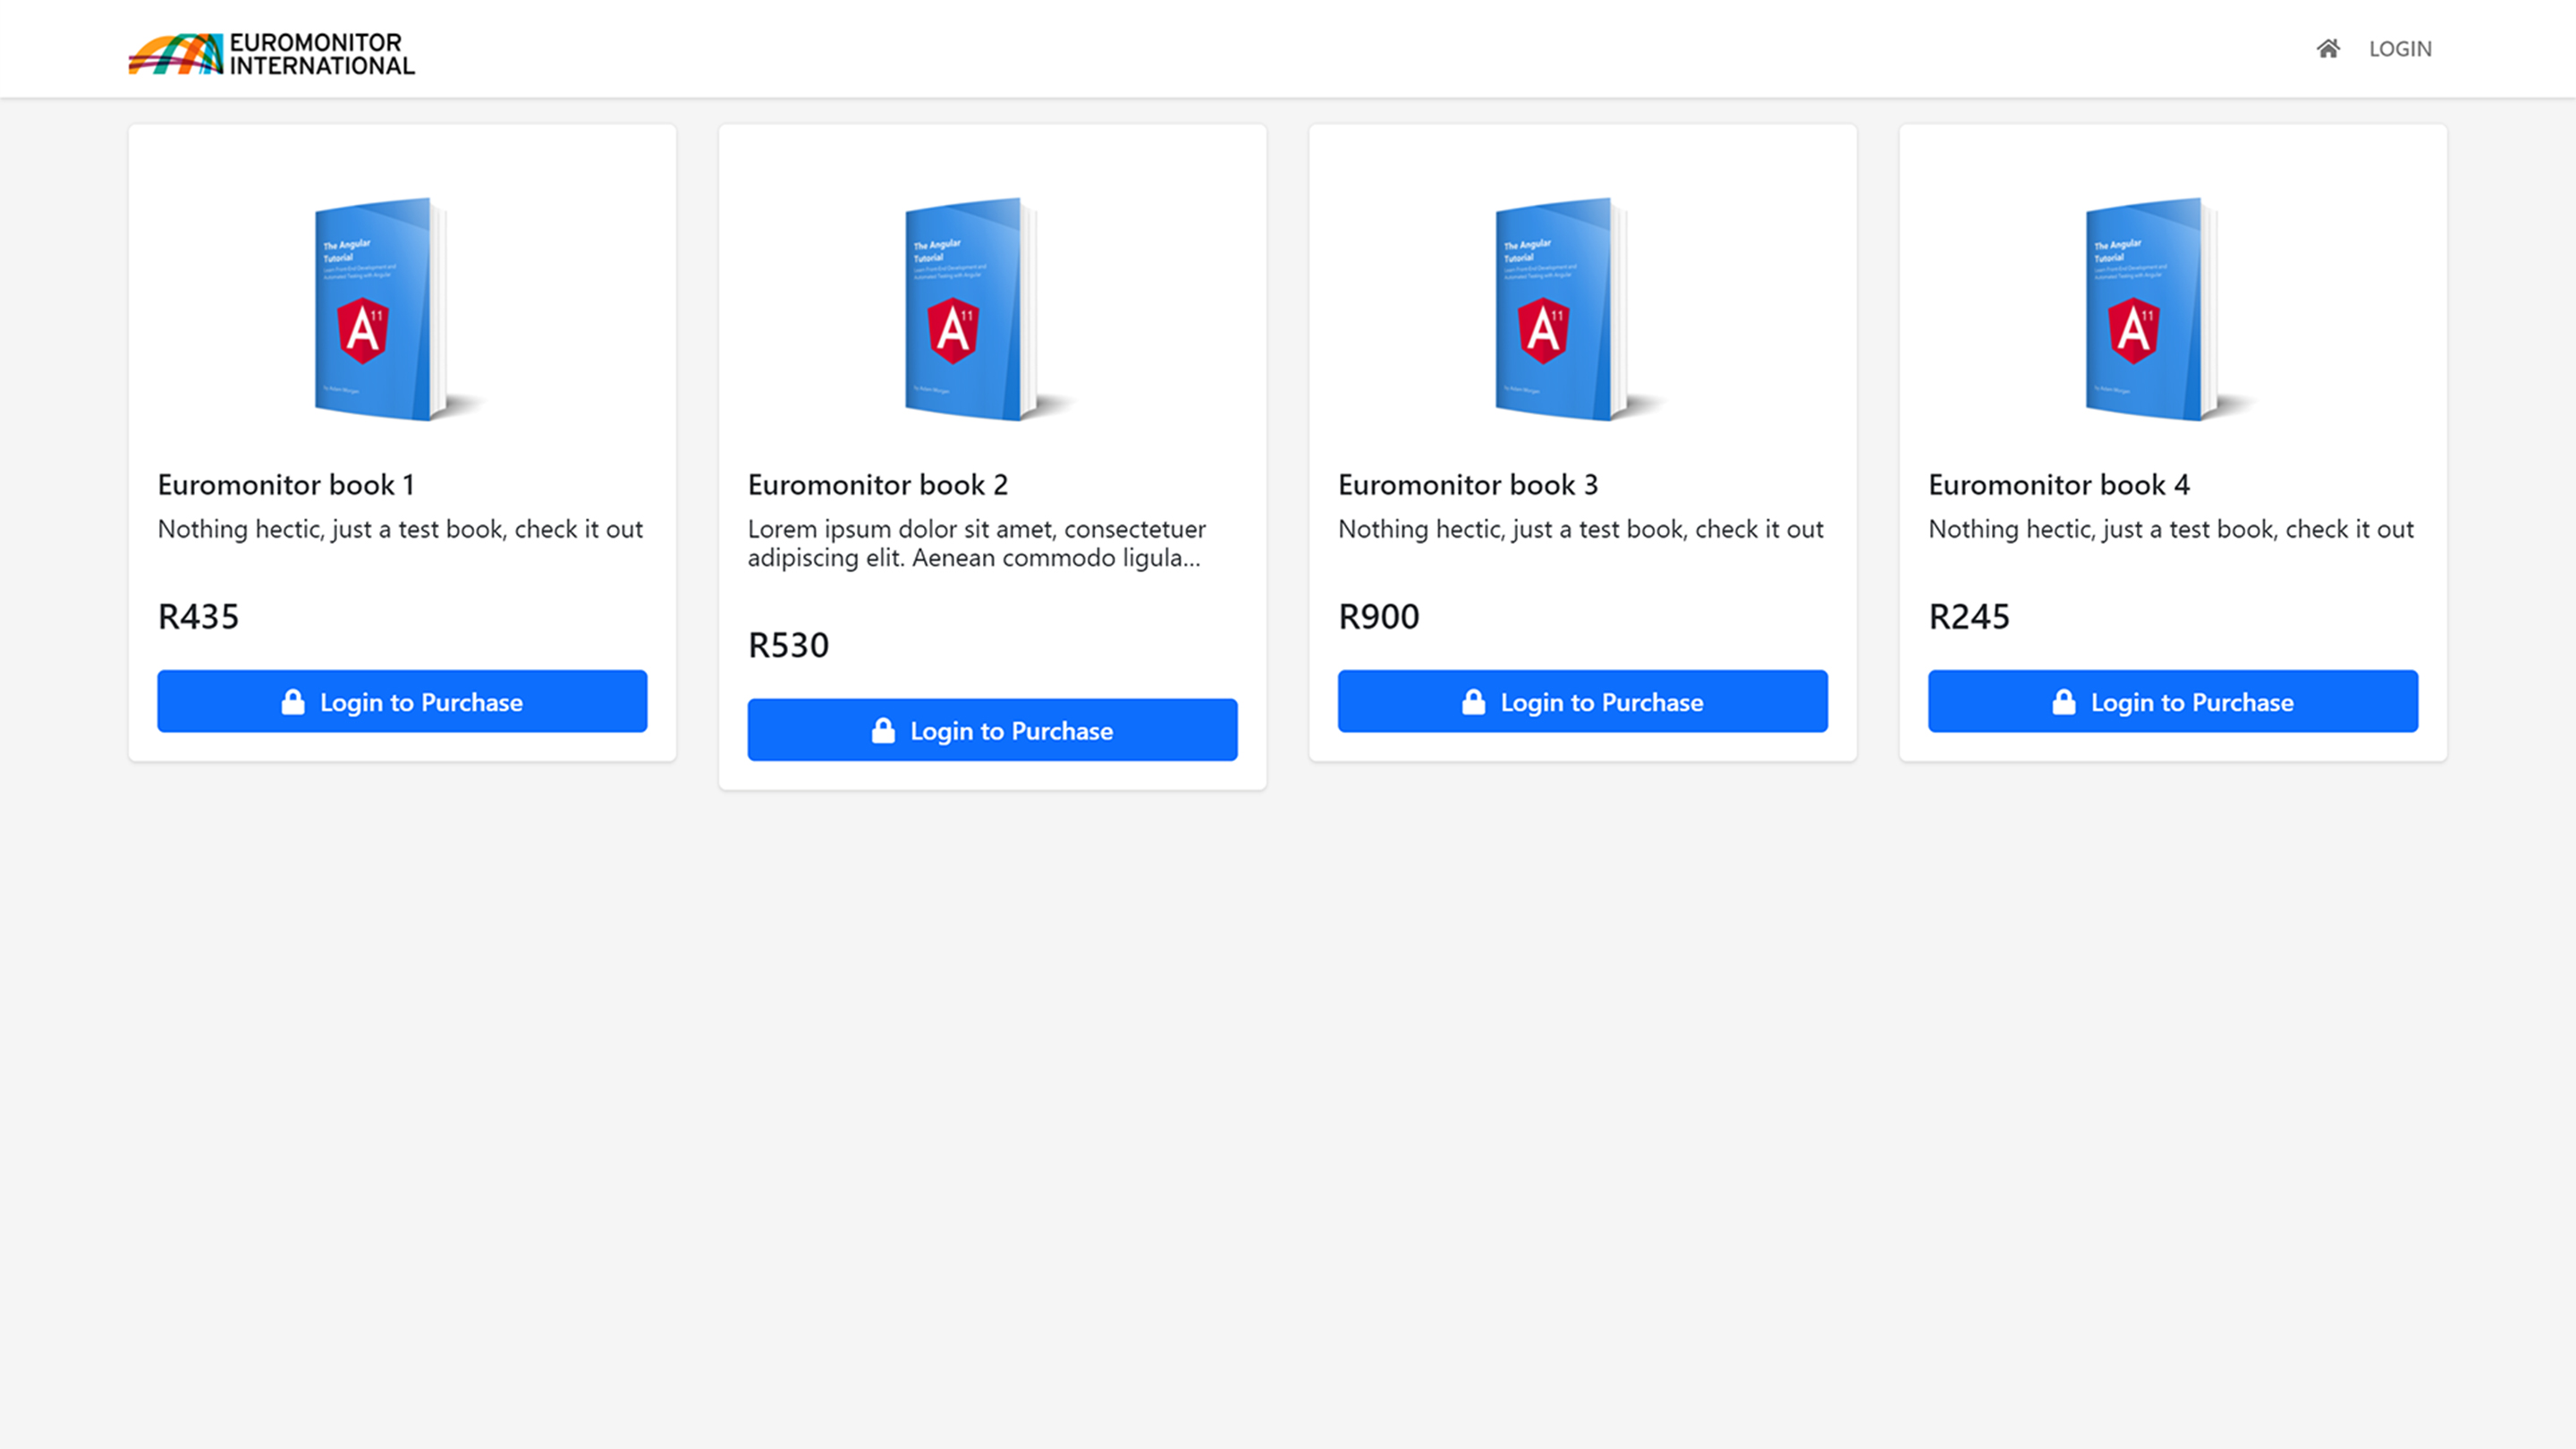 EUROMONITOR
INTERNATIONAL
LOGIN
The Angular
Tutorial
A11
Euromonitor book 1
Nothing hectic, just a test book, check it out
R435
Login to Purchase
The Angular
Tutorial
A11
Euromonitor book 2
Lorem ipsum dolor sit amet, consectetuer
adipiscing elit. Aenean commodo ligula...
R530
Login to Purchase
The Angular
Tutorial
A11
Euromonitor book 3
Nothing hectic, just a test book, check it out
R900
Login to Purchase
The Angular
Tutorial
A11
Euromonitor book 4
Nothing hectic, just a test book, check it out
R245
Login to Purchase